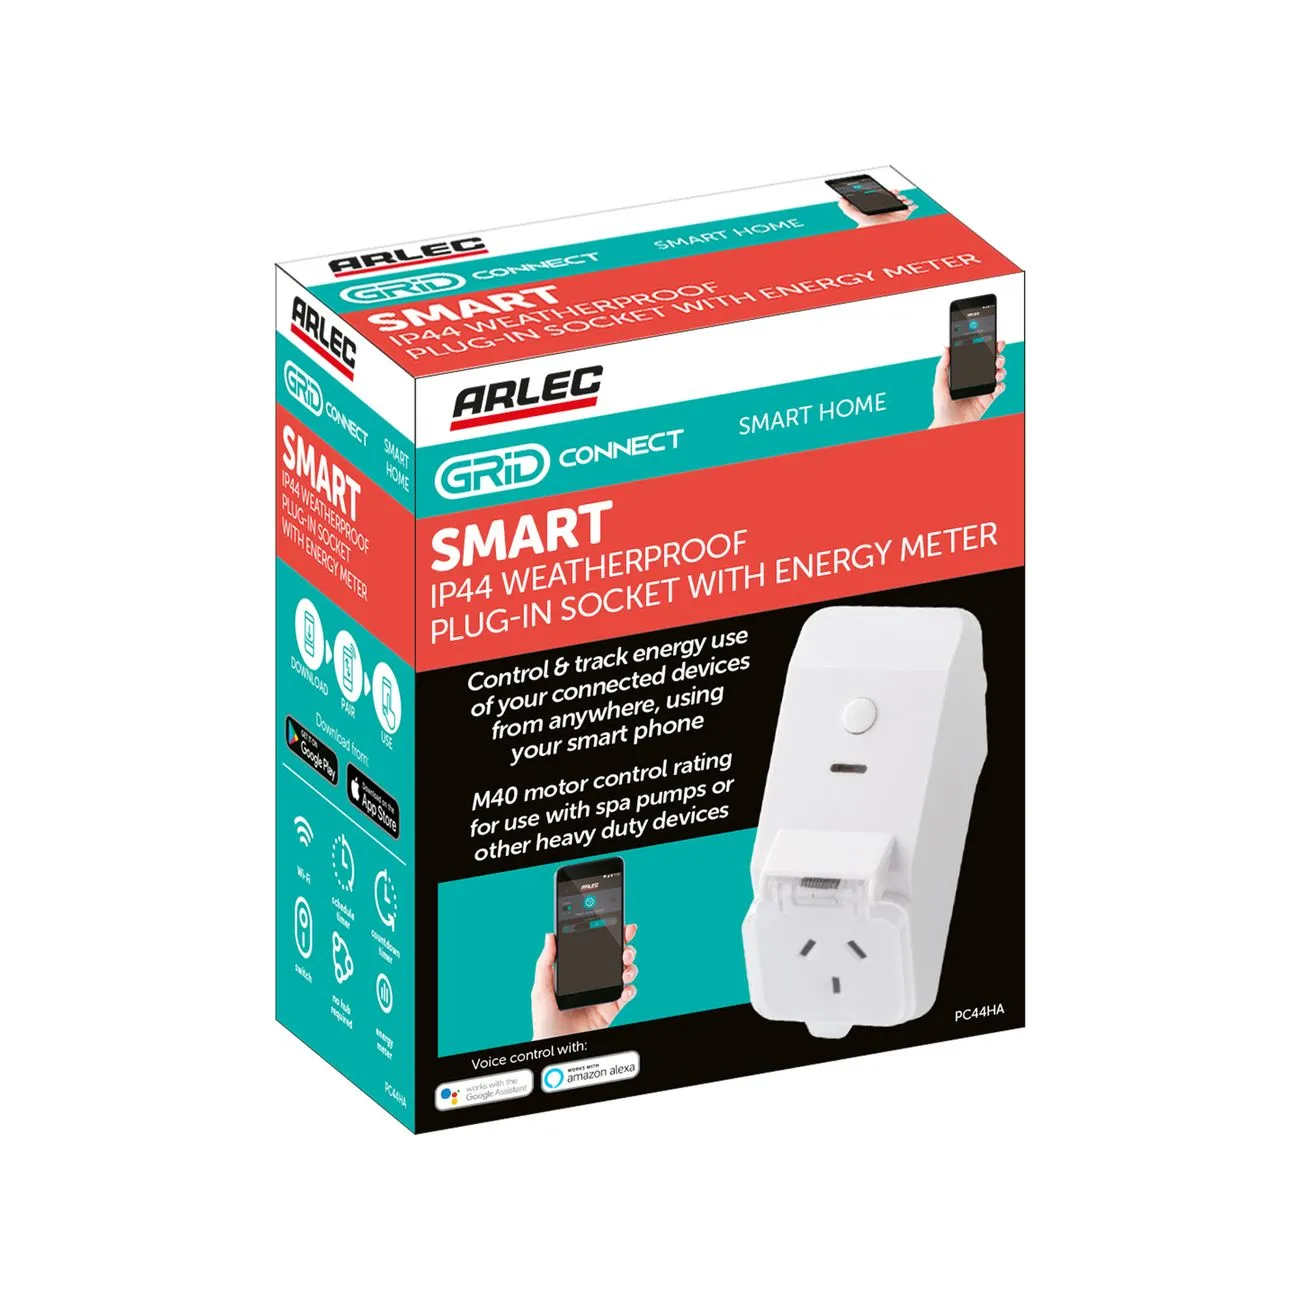 ARLEC
GRiD CONNECT
SMART HOME
SMART
IP44 WEATHERPROOF
PLUG-IN SOCKET WITH ENERGY METER
ARLEC
GRiD CONNECT
SMART
HOME
SMART
IP44 WEATHERPROOF
PLUG-IN SOCKET
WITH ENERGY METER
DOWNLOAD
PAIR
USE
Download from:
GET IT ON
Google Play
Download on the
App Store
Wi-Fi
schedule
timer
countdown
timer
switch
no hub
required
energy
meter
PC44HA
ARLEC
GRiD CONNECT
SMART HOME
ARLEC
SMART
IP44 WEATHERPROOF
PLUG-IN SOCKET WITH ENERGY METER
Control & track energy use
of your connected devices
from anywhere, using
your smart phone
M40 motor control rating
for use with spa pumps or
other heavy duty devices
ARLEC
PC44HA
Voice control with:
works with the
Google Assistant
WORKS WITH
amazon alexa